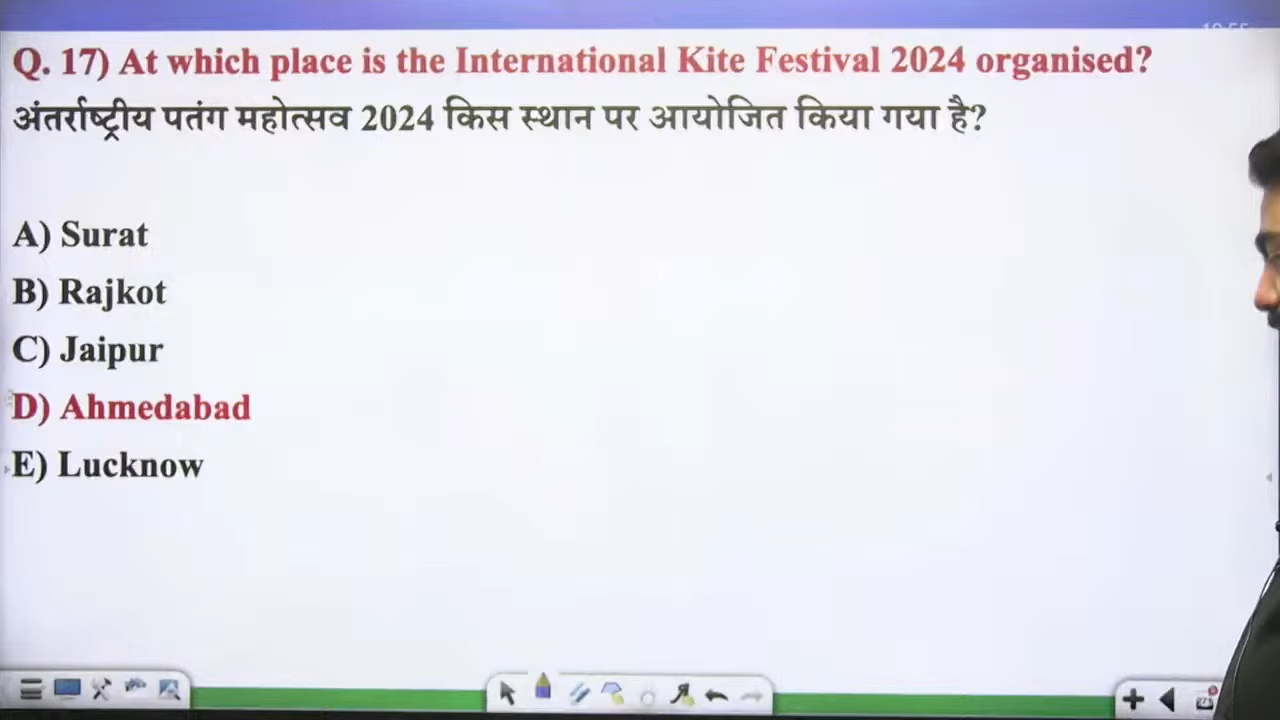 Q. 17) At which place is the International Kite Festival 2024 organised?
अंतर्राष्ट्रीय पतंग महोत्सव 2024 किस स्थान पर आयोजित किया गया है?
A) Surat
B) Rajkot
C) Jaipur
D) Ahmedabad
E) Lucknow